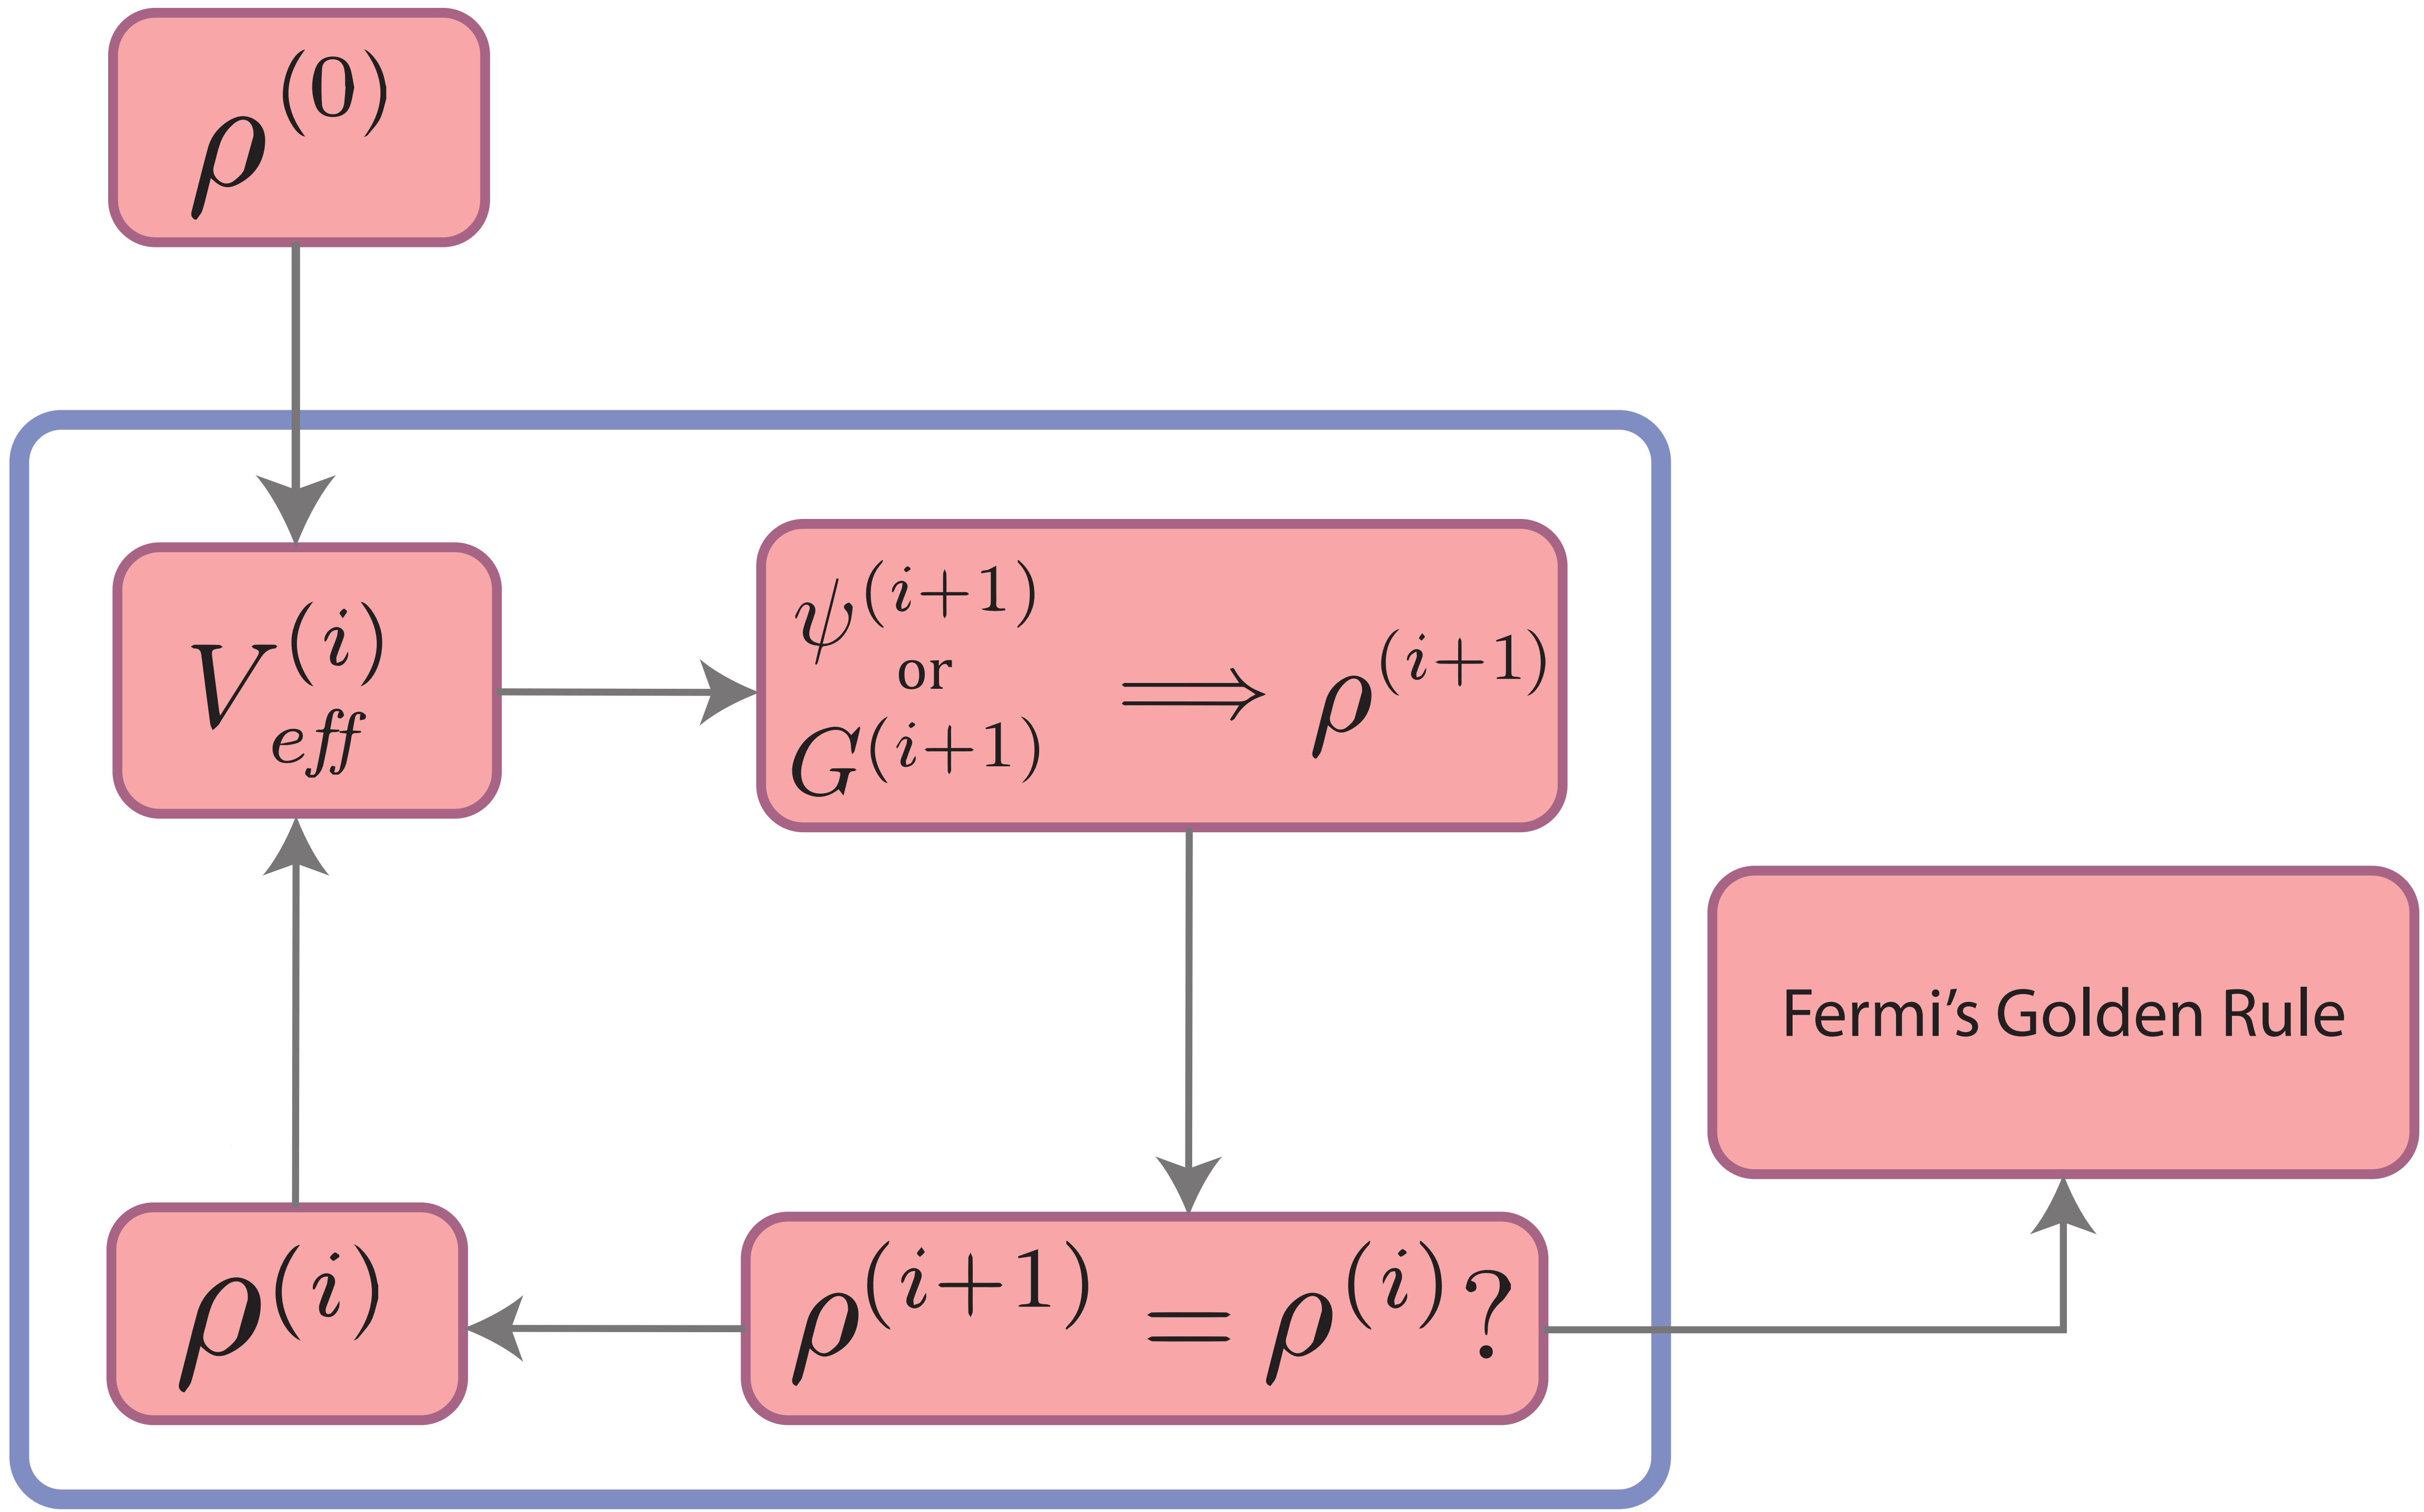 ρ^(0)
V_eff^(i)
ψ^(i+1)
or
G^(i+1)
⟹ ρ^(i+1)
Fermi's Golden Rule
ρ^(i)
ρ^(i+1) = ρ^(i) ?